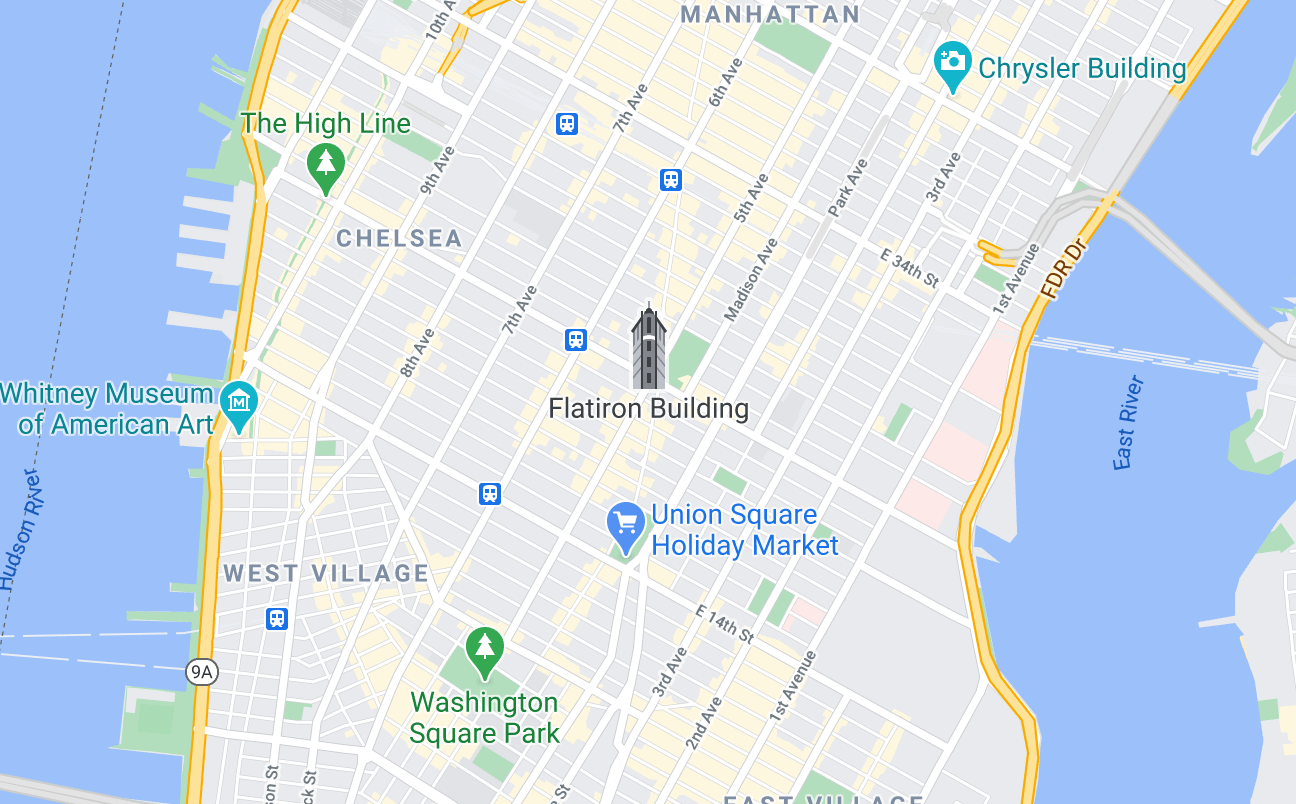 MANHATTAN
10th A
Chrysler Building
6th Ave
7th Ave
The High Line
9th Ave
3rd Ave
Park Ave
5th Ave
CHELSEA
Madison Ave
E 34th St
FDR Dr
1st Avenue
7th Ave
8th Ave
Whitney Museum
of American Art
Flatiron Building
East River
Hudson River
Union Square
Holiday Market
WEST VILLAGE
E 14th St
9A
3rd Ave
1st Avenue
Washington
Square Park
2nd Ave
son St
ck St
St
EAST VILLAGE